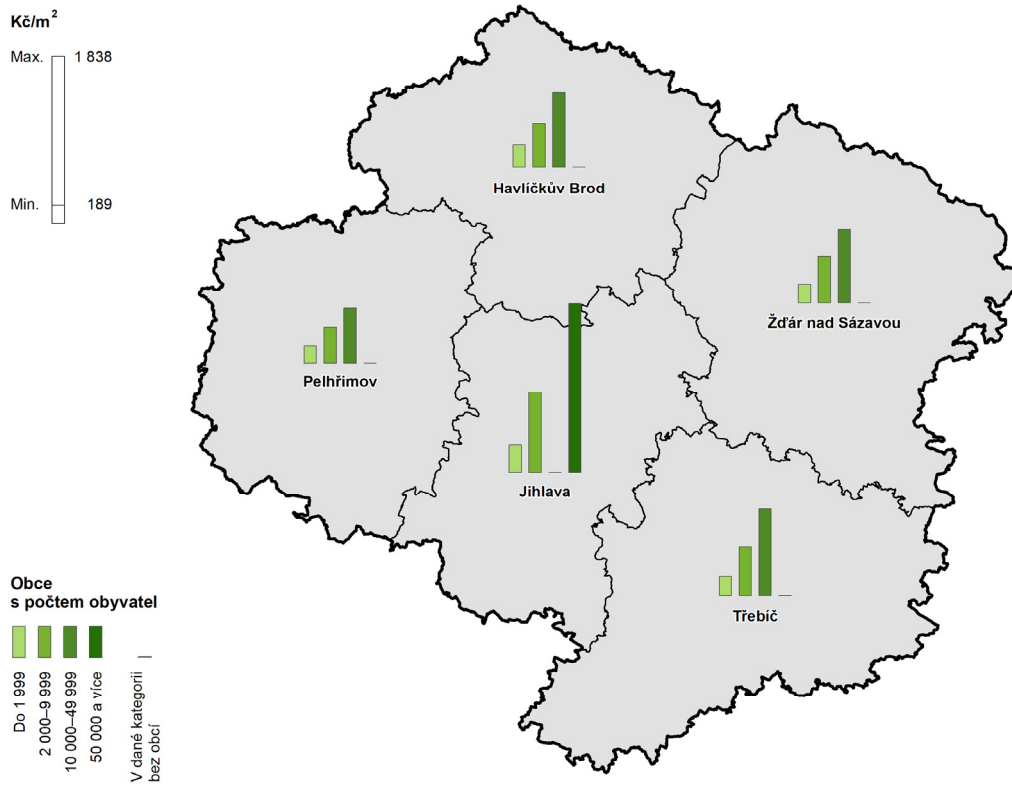 Kč/m²
Max. 1 838
Min. 189
Havlíčkův Brod
Žďár nad Sázavou
Pelhřimov
Jihlava
Třebíč
Obce
s počtem obyvatel
Do 1 999
2 000–9 999
10 000–49 999
50 000 a více
V dané kategorii
bez obcí